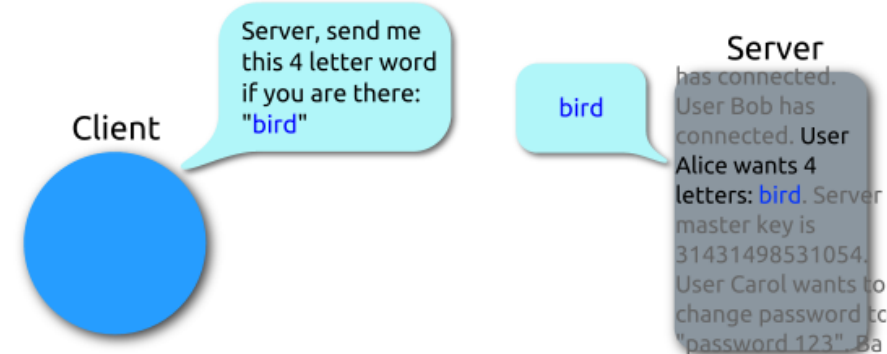 Client
Server, send me
this 4 letter word
if you are there:
"bird"
bird
Server
has connected.
User Bob has
connected. User
Alice wants 4
letters: bird. Server
master key is
31431498531054.
User Carol wants to
change password to
"password 123". Ba